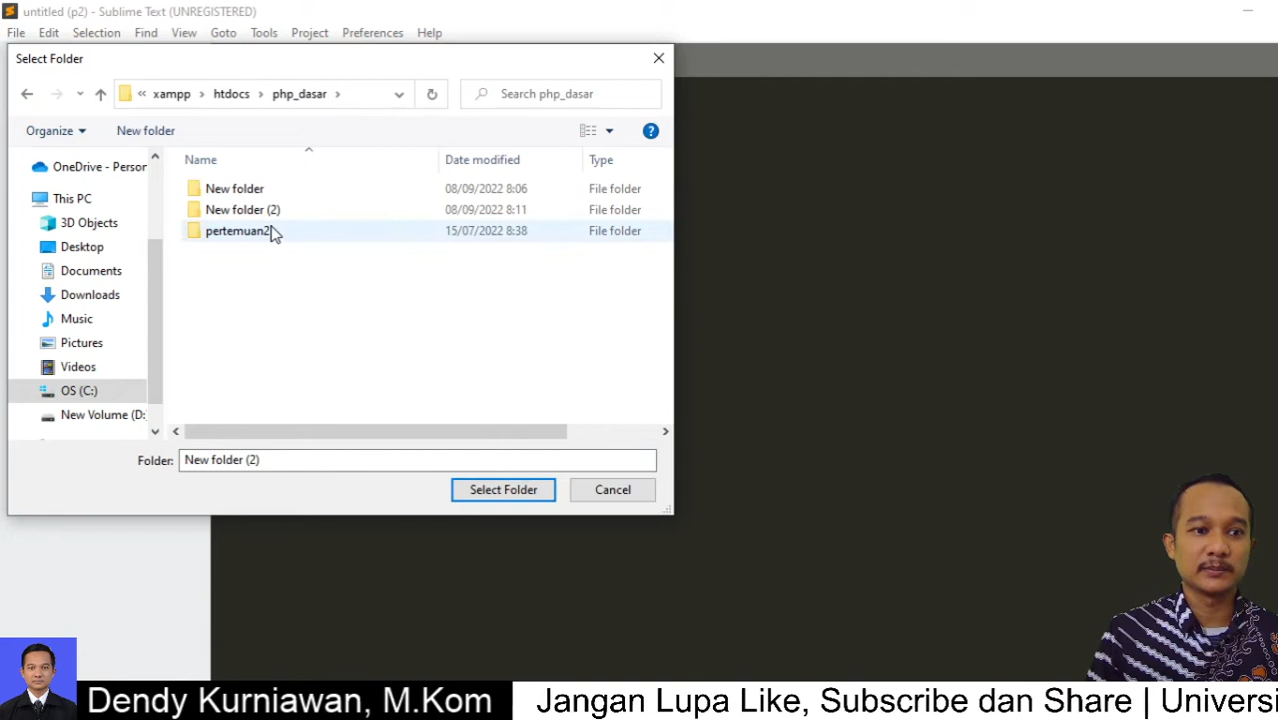 untitled (p2) - Sublime Text (UNREGISTERED)
File Edit Selection Find View Goto Tools Project Preferences Help
Select Folder
« xampp › htdocs › php_dasar ›
Search php_dasar
Organize
New folder
Name
Date modified
Type
OneDrive - Person
This PC
3D Objects
Desktop
Documents
Downloads
Music
Pictures
Videos
OS (C:)
New Volume (D:
New folder 08/09/2022 8:06 File folder
New folder (2) 08/09/2022 8:11 File folder
pertemuan2 15/07/2022 8:38 File folder
Folder: New folder (2)
Select Folder
Cancel
Dendy Kurniawan, M.Kom
Jangan Lupa Like, Subscribe dan Share | Universi